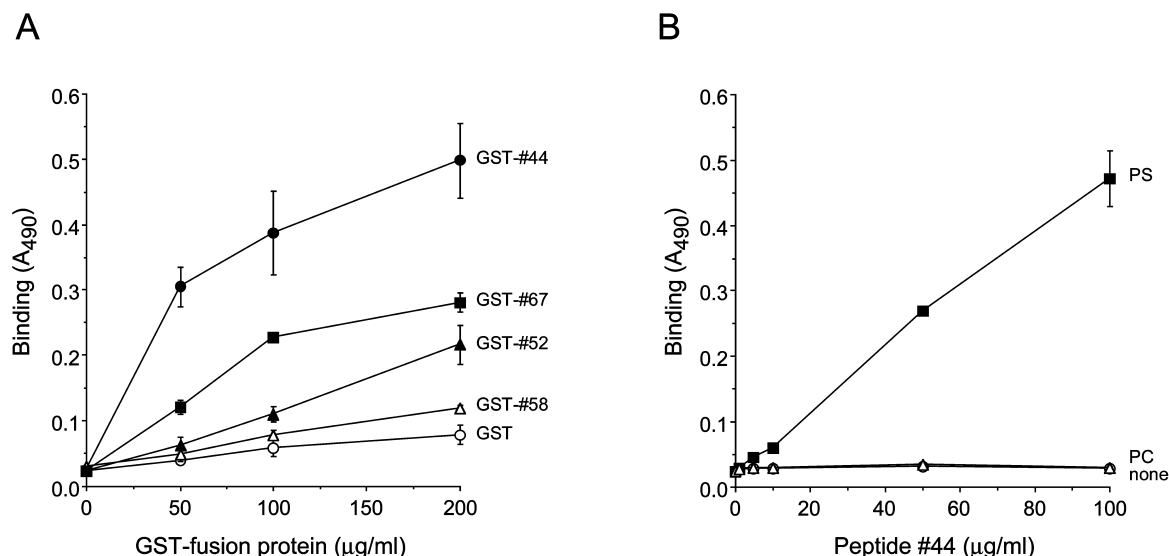 A
Binding (A490)
0.6
0.5
0.4
0.3
0.2
0.1
0.0
0
50
100
150
200
GST-fusion protein (μg/ml)
GST-#44
GST-#67
GST-#52
GST-#58
GST
B
Binding (A490)
0.6
0.5
0.4
0.3
0.2
0.1
0.0
0
20
40
60
80
100
Peptide #44 (μg/ml)
PS
PC
none